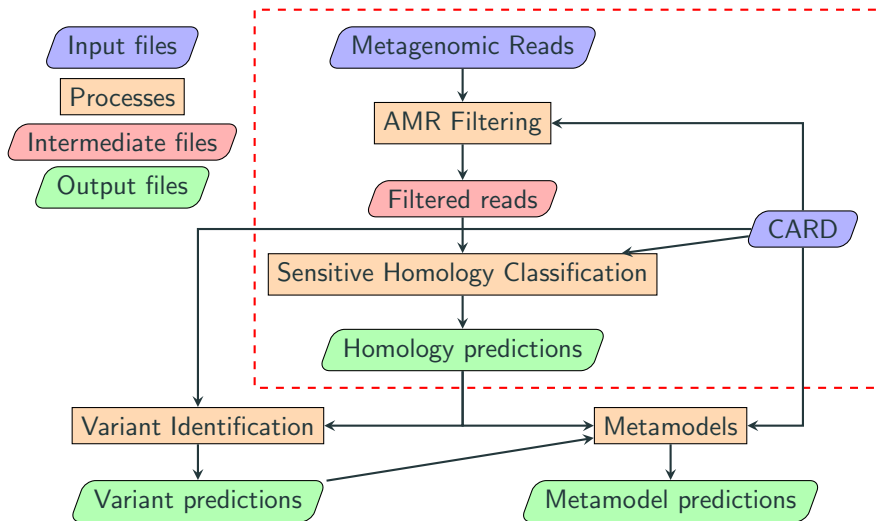 Input files
Processes
Intermediate files
Output files
Metagenomic Reads
AMR Filtering
Filtered reads
CARD
Sensitive Homology Classification
Homology predictions
Variant Identification
Metamodels
Variant predictions
Metamodel predictions